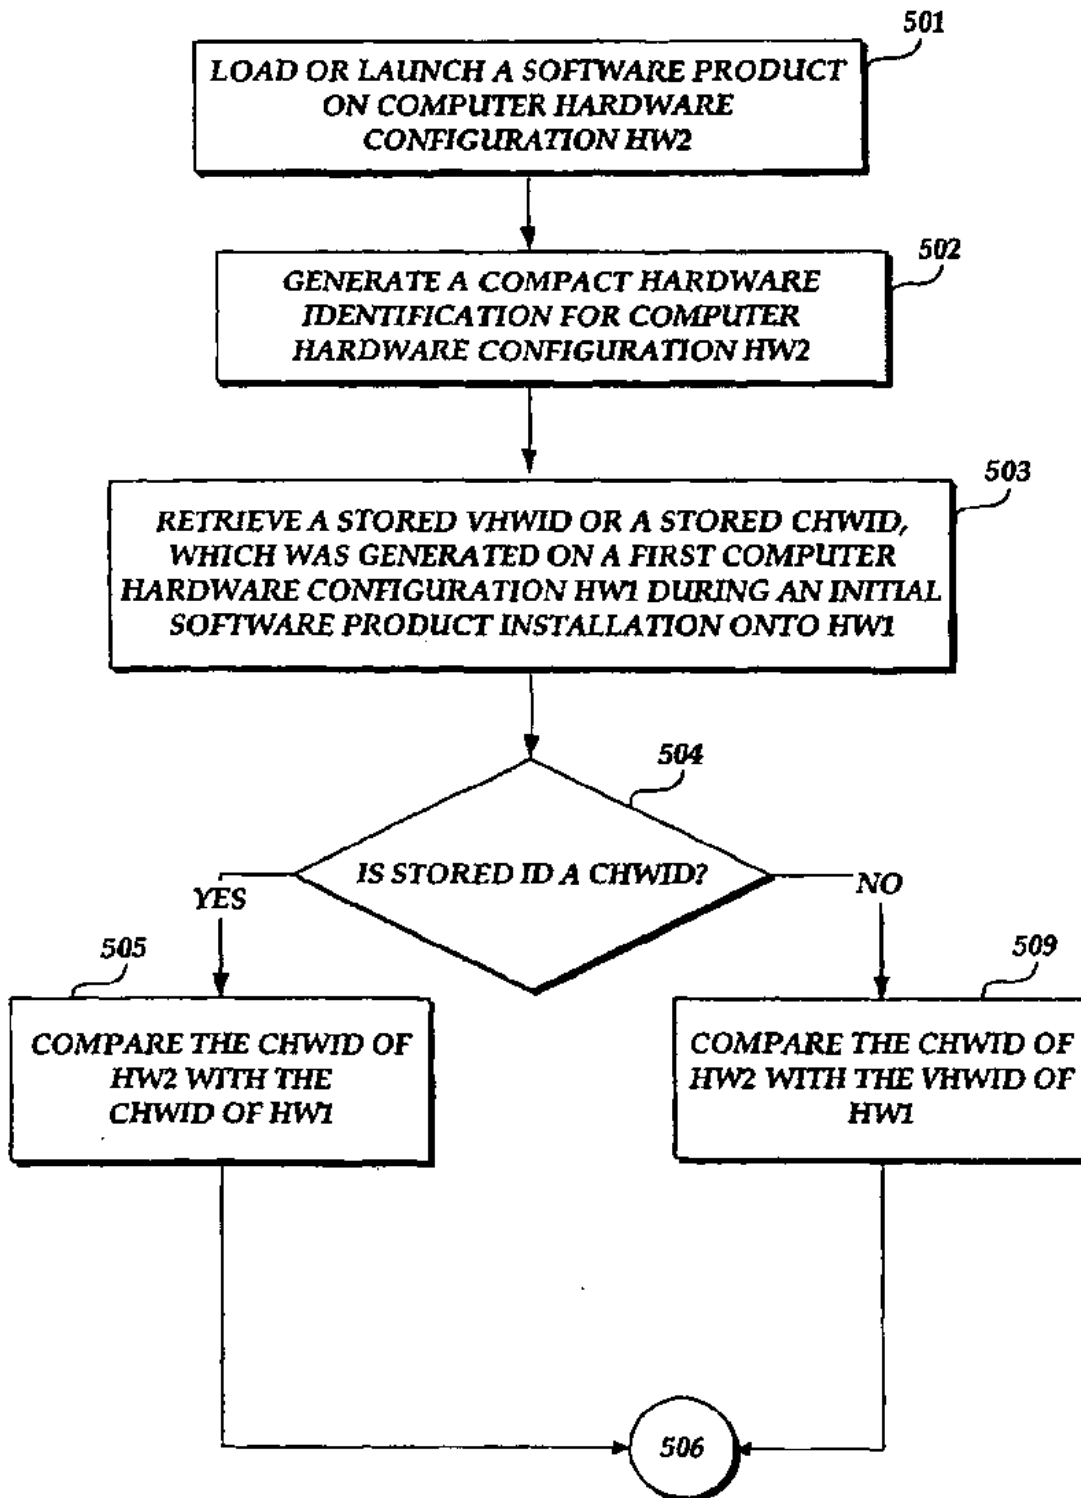 501
LOAD OR LAUNCH A SOFTWARE PRODUCT
ON COMPUTER HARDWARE
CONFIGURATION HW2
502
GENERATE A COMPACT HARDWARE
IDENTIFICATION FOR COMPUTER
HARDWARE CONFIGURATION HW2
503
RETRIEVE A STORED VHWID OR A STORED CHWID,
WHICH WAS GENERATED ON A FIRST COMPUTER
HARDWARE CONFIGURATION HW1 DURING AN INITIAL
SOFTWARE PRODUCT INSTALLATION ONTO HW1
504
IS STORED ID A CHWID?
YES
NO
505
COMPARE THE CHWID OF
HW2 WITH THE
CHWID OF HW1
509
COMPARE THE CHWID OF
HW2 WITH THE VHWID OF
HW1
506